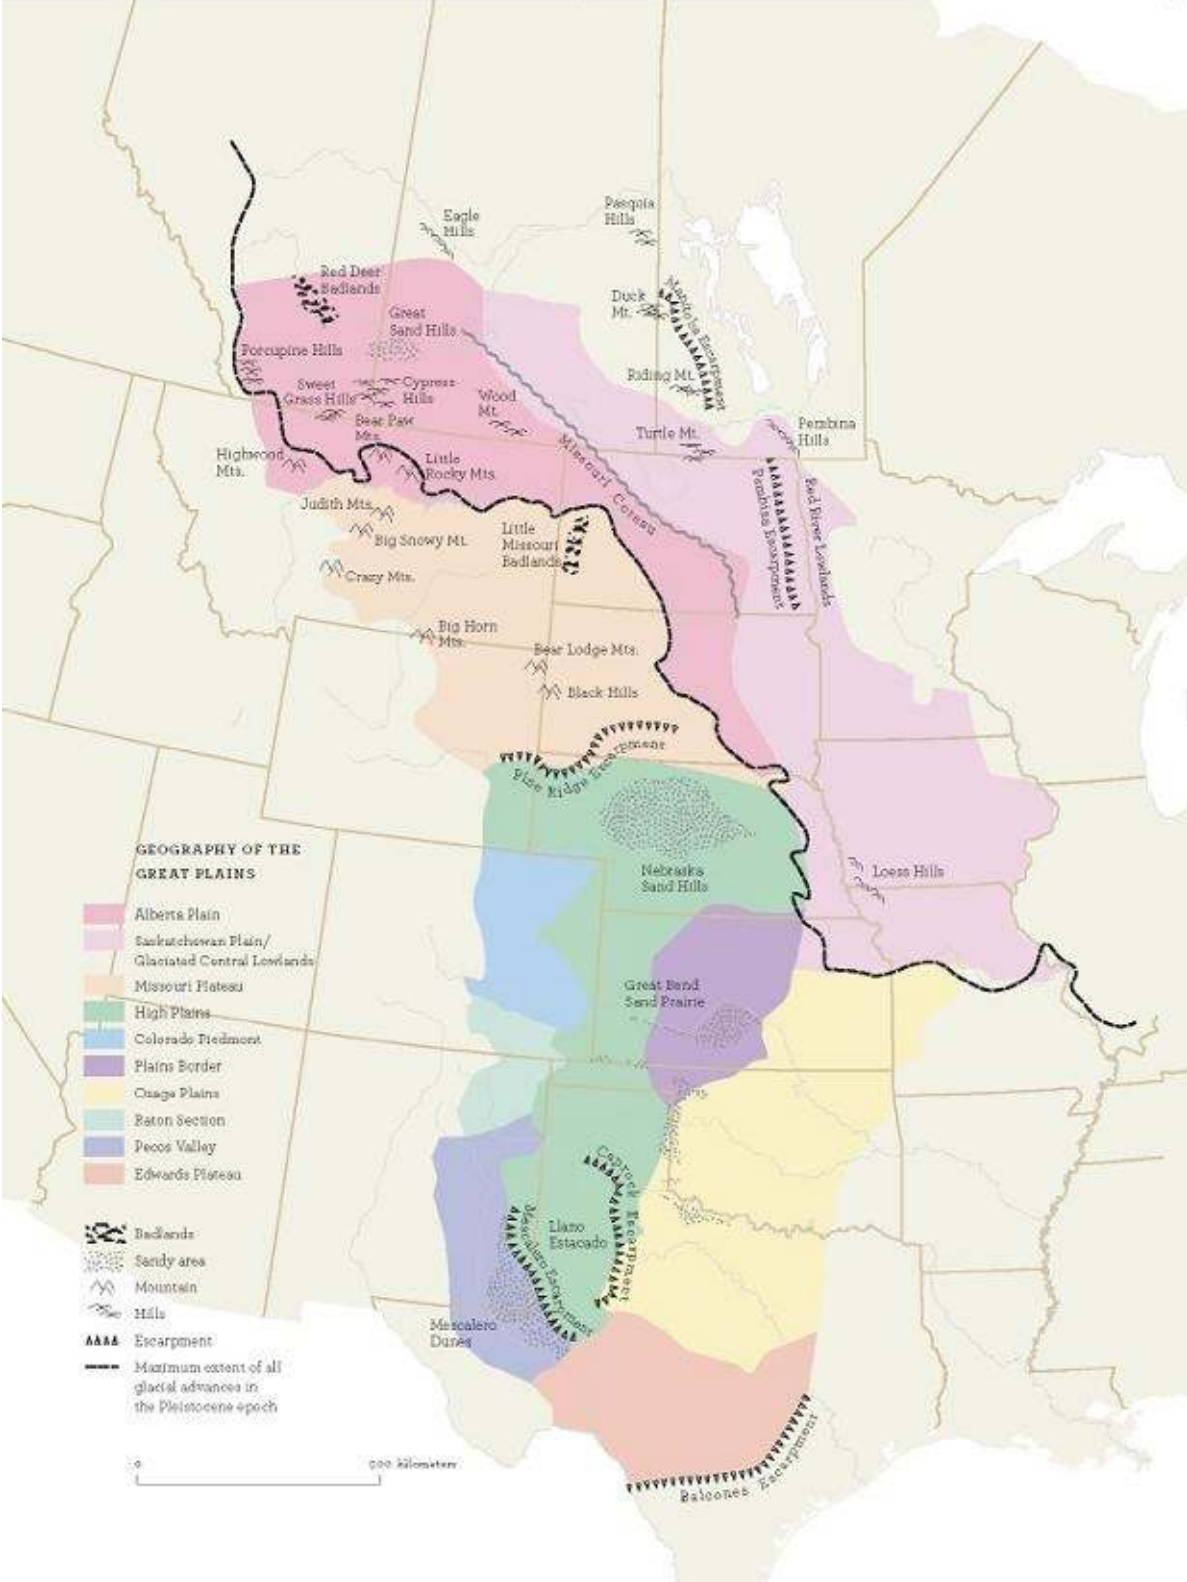 Eagle
Hills
Pasquia
Hills
Red Deer
Badlands
Duck
Mt.
Manitoba Escarpment
Great
Sand Hills
Porcupine Hills
Riding Mt.
Sweet
Grass Hills
Cypress
Hills
Wood
Mt.
Bear Paw
Mts.
Turtle Mt.
Pembina
Hills
Missouri Coteau
Highwood
Mts.
Little
Rocky Mts.
Pembina Escarpment
Red River Lowlands
Judith Mts.
Big Snowy Mt.
Little
Missouri
Badlands
Crazy Mts.
Big Horn
Mts.
Bear Lodge Mts.
Black Hills
Pine Ridge Escarpment
Nebraska
Sand Hills
Loess Hills
Great Bend
Sand Prairie
Caprock Escarpment
Llano
Estacado
Mescalero Escarpment
Mescalero
Dunes
Balcones Escarpment
GEOGRAPHY OF THE
GREAT PLAINS
Alberta Plain
Saskatchewan Plain/
Glaciated Central Lowlands
Missouri Plateau
High Plains
Colorado Piedmont
Plains Border
Osage Plains
Raton Section
Pecos Valley
Edwards Plateau
Badlands
Sandy area
Mountain
Hills
Escarpment
Maximum extent of all
glacial advances in
the Pleistocene epoch
0
500 kilometers